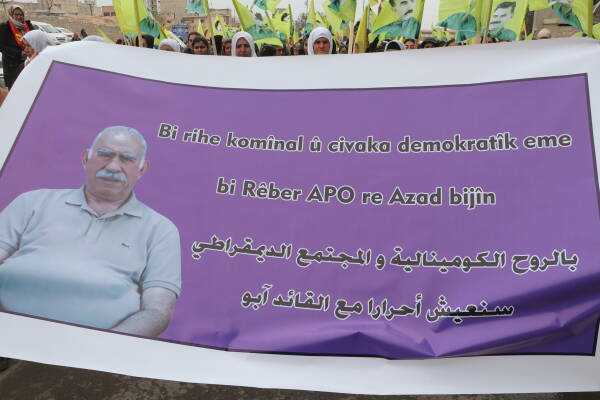 Bi rihe komînal û civaka demokratîk eme
bi Rêber APO re Azad bijîn
بالروح الكومينالية و المجتمع الديمقراطي
سنعيش أحرارا مع القائد آبو